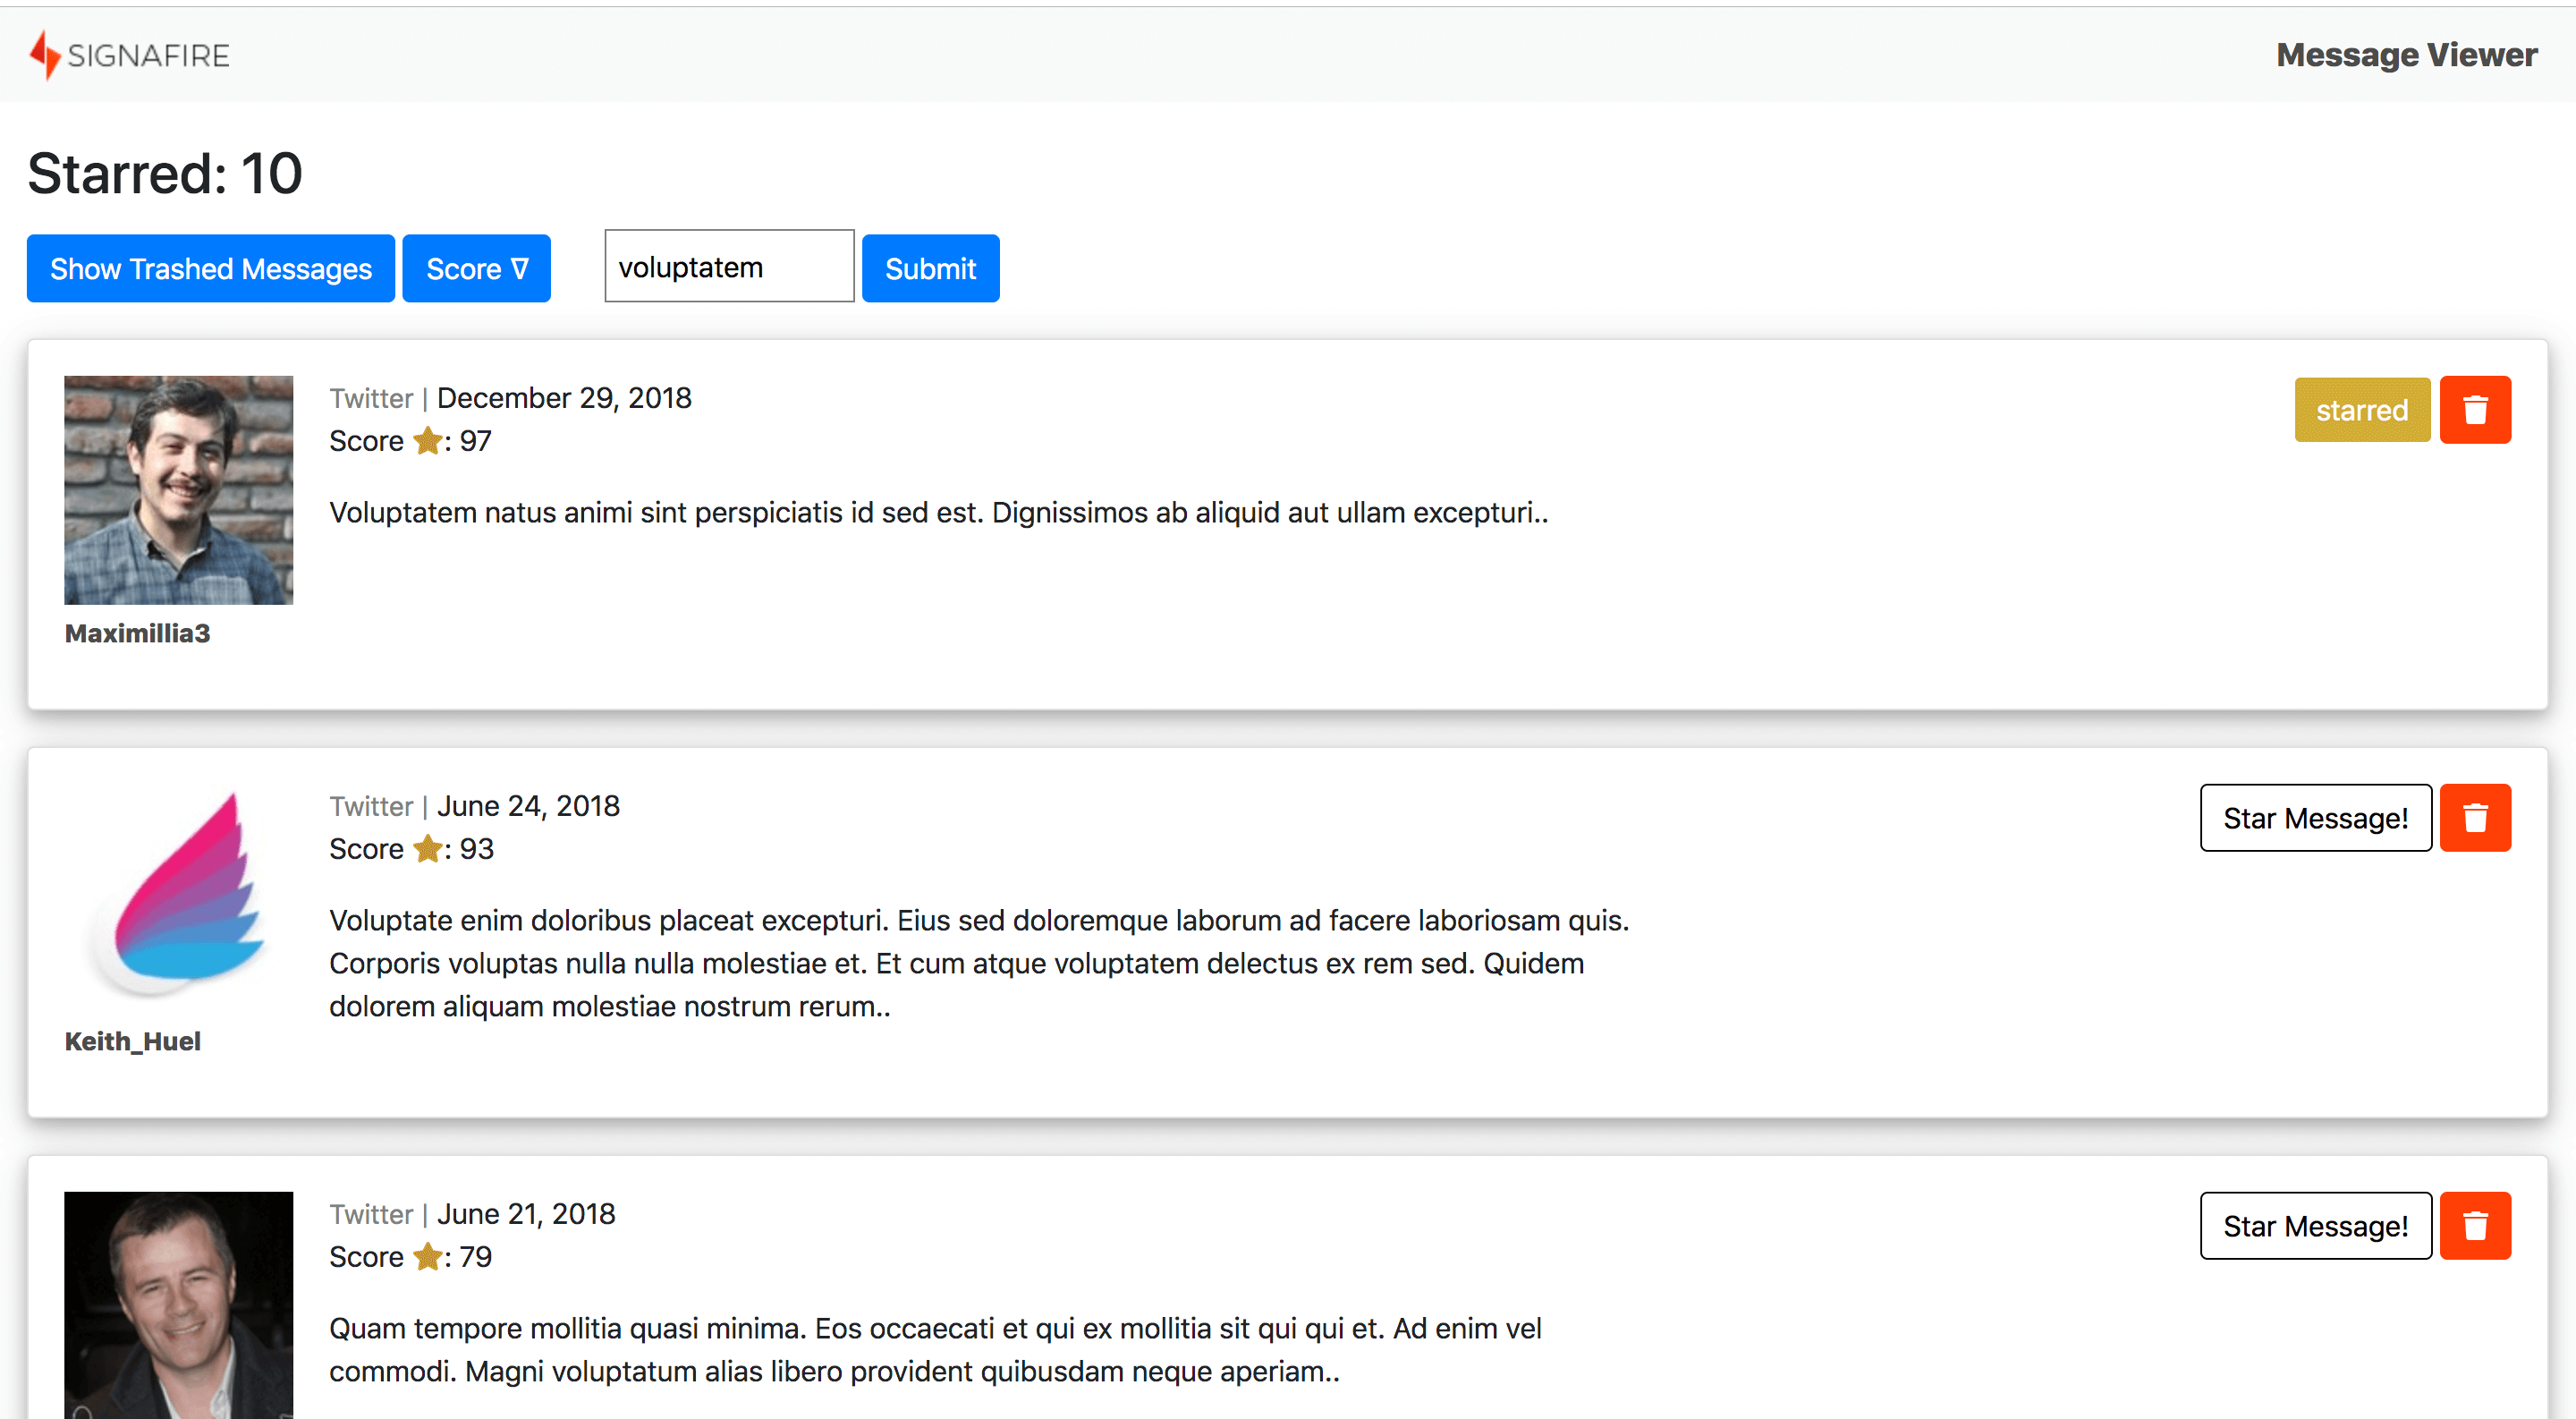 SIGNAFIRE
Message Viewer
Starred: 10
Show Trashed Messages
Score ∇
voluptatem
Submit
Twitter | December 29, 2018
Score ⭐: 97
starred
Voluptatem natus animi sint perspiciatis id sed est. Dignissimos ab aliquid aut ullam excepturi..
Maximillia3
Twitter | June 24, 2018
Score ⭐: 93
Star Message!
Voluptate enim doloribus placeat excepturi. Eius sed doloremque laborum ad facere laboriosam quis.
Corporis voluptas nulla nulla molestiae et. Et cum atque voluptatem delectus ex rem sed. Quidem
dolorem aliquam molestiae nostrum rerum..
Keith_Huel
Twitter | June 21, 2018
Score ⭐: 79
Star Message!
Quam tempore mollitia quasi minima. Eos occaecati et qui ex mollitia sit qui qui et. Ad enim vel
commodi. Magni voluptatum alias libero provident quibusdam neque aperiam..